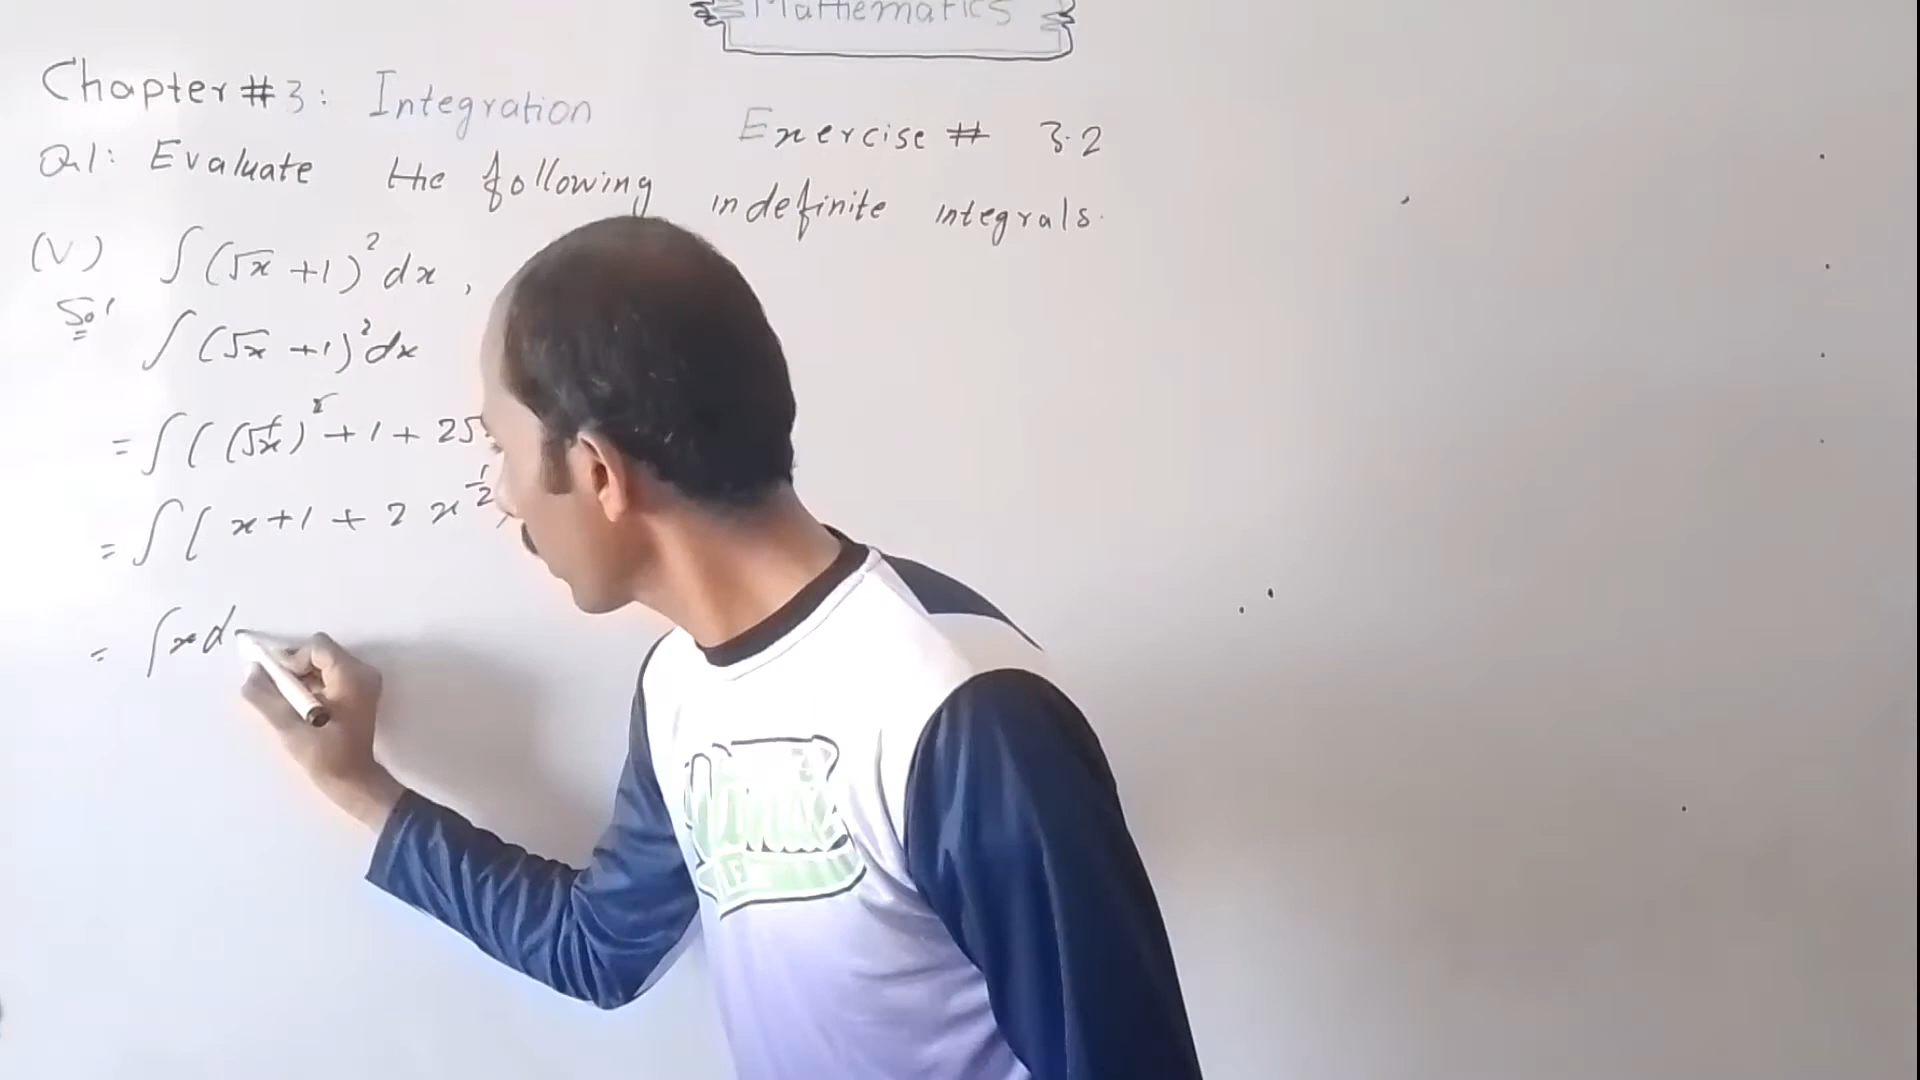 Mathematics
Chapter # 3: Integration
Exercise # 3.2
Q1: Evaluate the following indefinite integrals.
(V) ∫(√x +1)² dx,
Sol ∫(√x +1)² dx
= ∫((√x)² + 1 + 2√
= ∫[x+1 + 2 x^1/2
= ∫x d